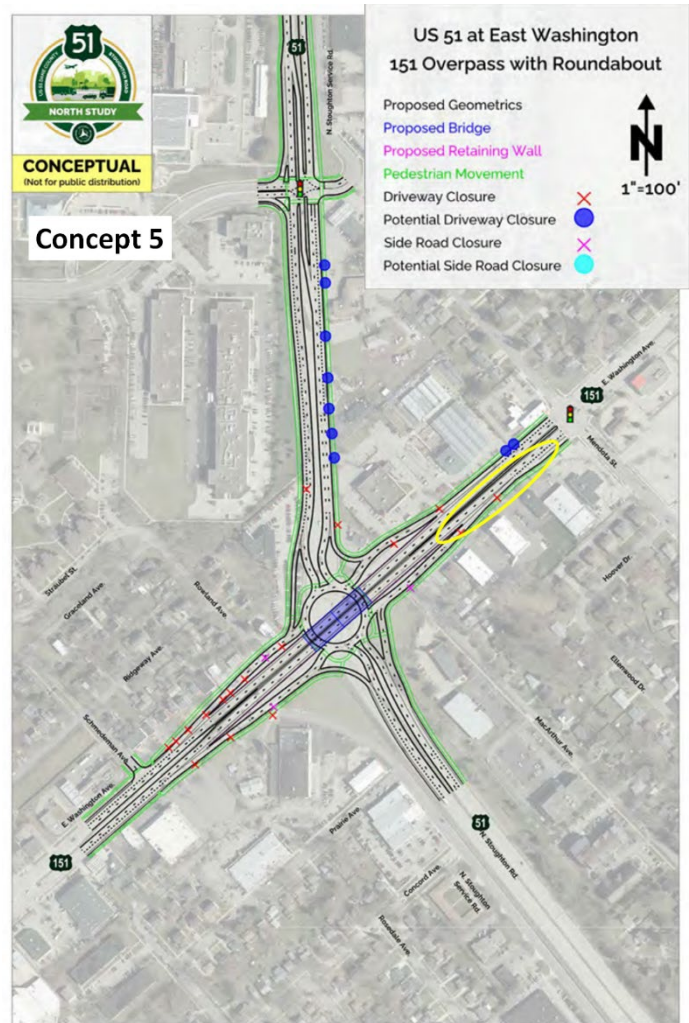 51
NORTH STUDY
CONCEPTUAL
(Not for public distribution)
Concept 5
US 51 at East Washington
151 Overpass with Roundabout
Proposed Geometrics
Proposed Bridge
Proposed Retaining Wall
Pedestrian Movement
Driveway Closure
Potential Driveway Closure
Side Road Closure
Potential Side Road Closure
N
1"=100'
51
N. Stoughton Service Rd.
E. Washington Ave.
151
Mendota St.
Hoover Dr.
Ellenwood Dr.
MacArthur Ave.
Straubel St.
Graceland Ave.
Rowland Ave.
Ridgeway Ave.
Schmedeman Ave.
E. Washington Ave.
151
Prairie Ave.
51
N. Stoughton Rd.
Concord Ave.
N. Stoughton
Service Rd.
Rosedale Ave.